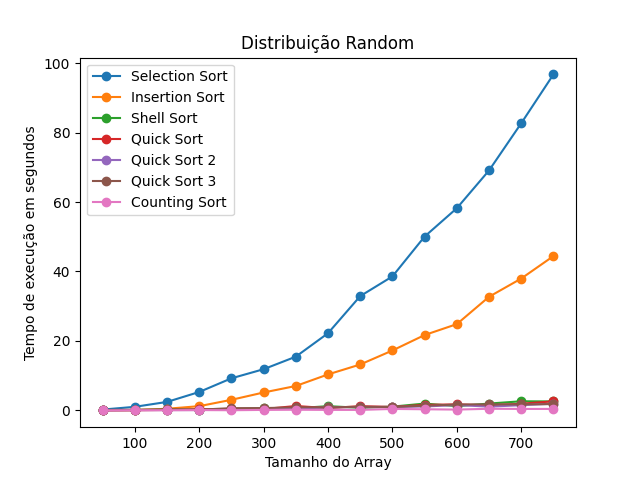 Distribuição Random
100
80
60
40
20
0
Tempo de execução em segundos
Selection Sort
Insertion Sort
Shell Sort
Quick Sort
Quick Sort 2
Quick Sort 3
Counting Sort
100 200 300 400 500 600 700
Tamanho do Array